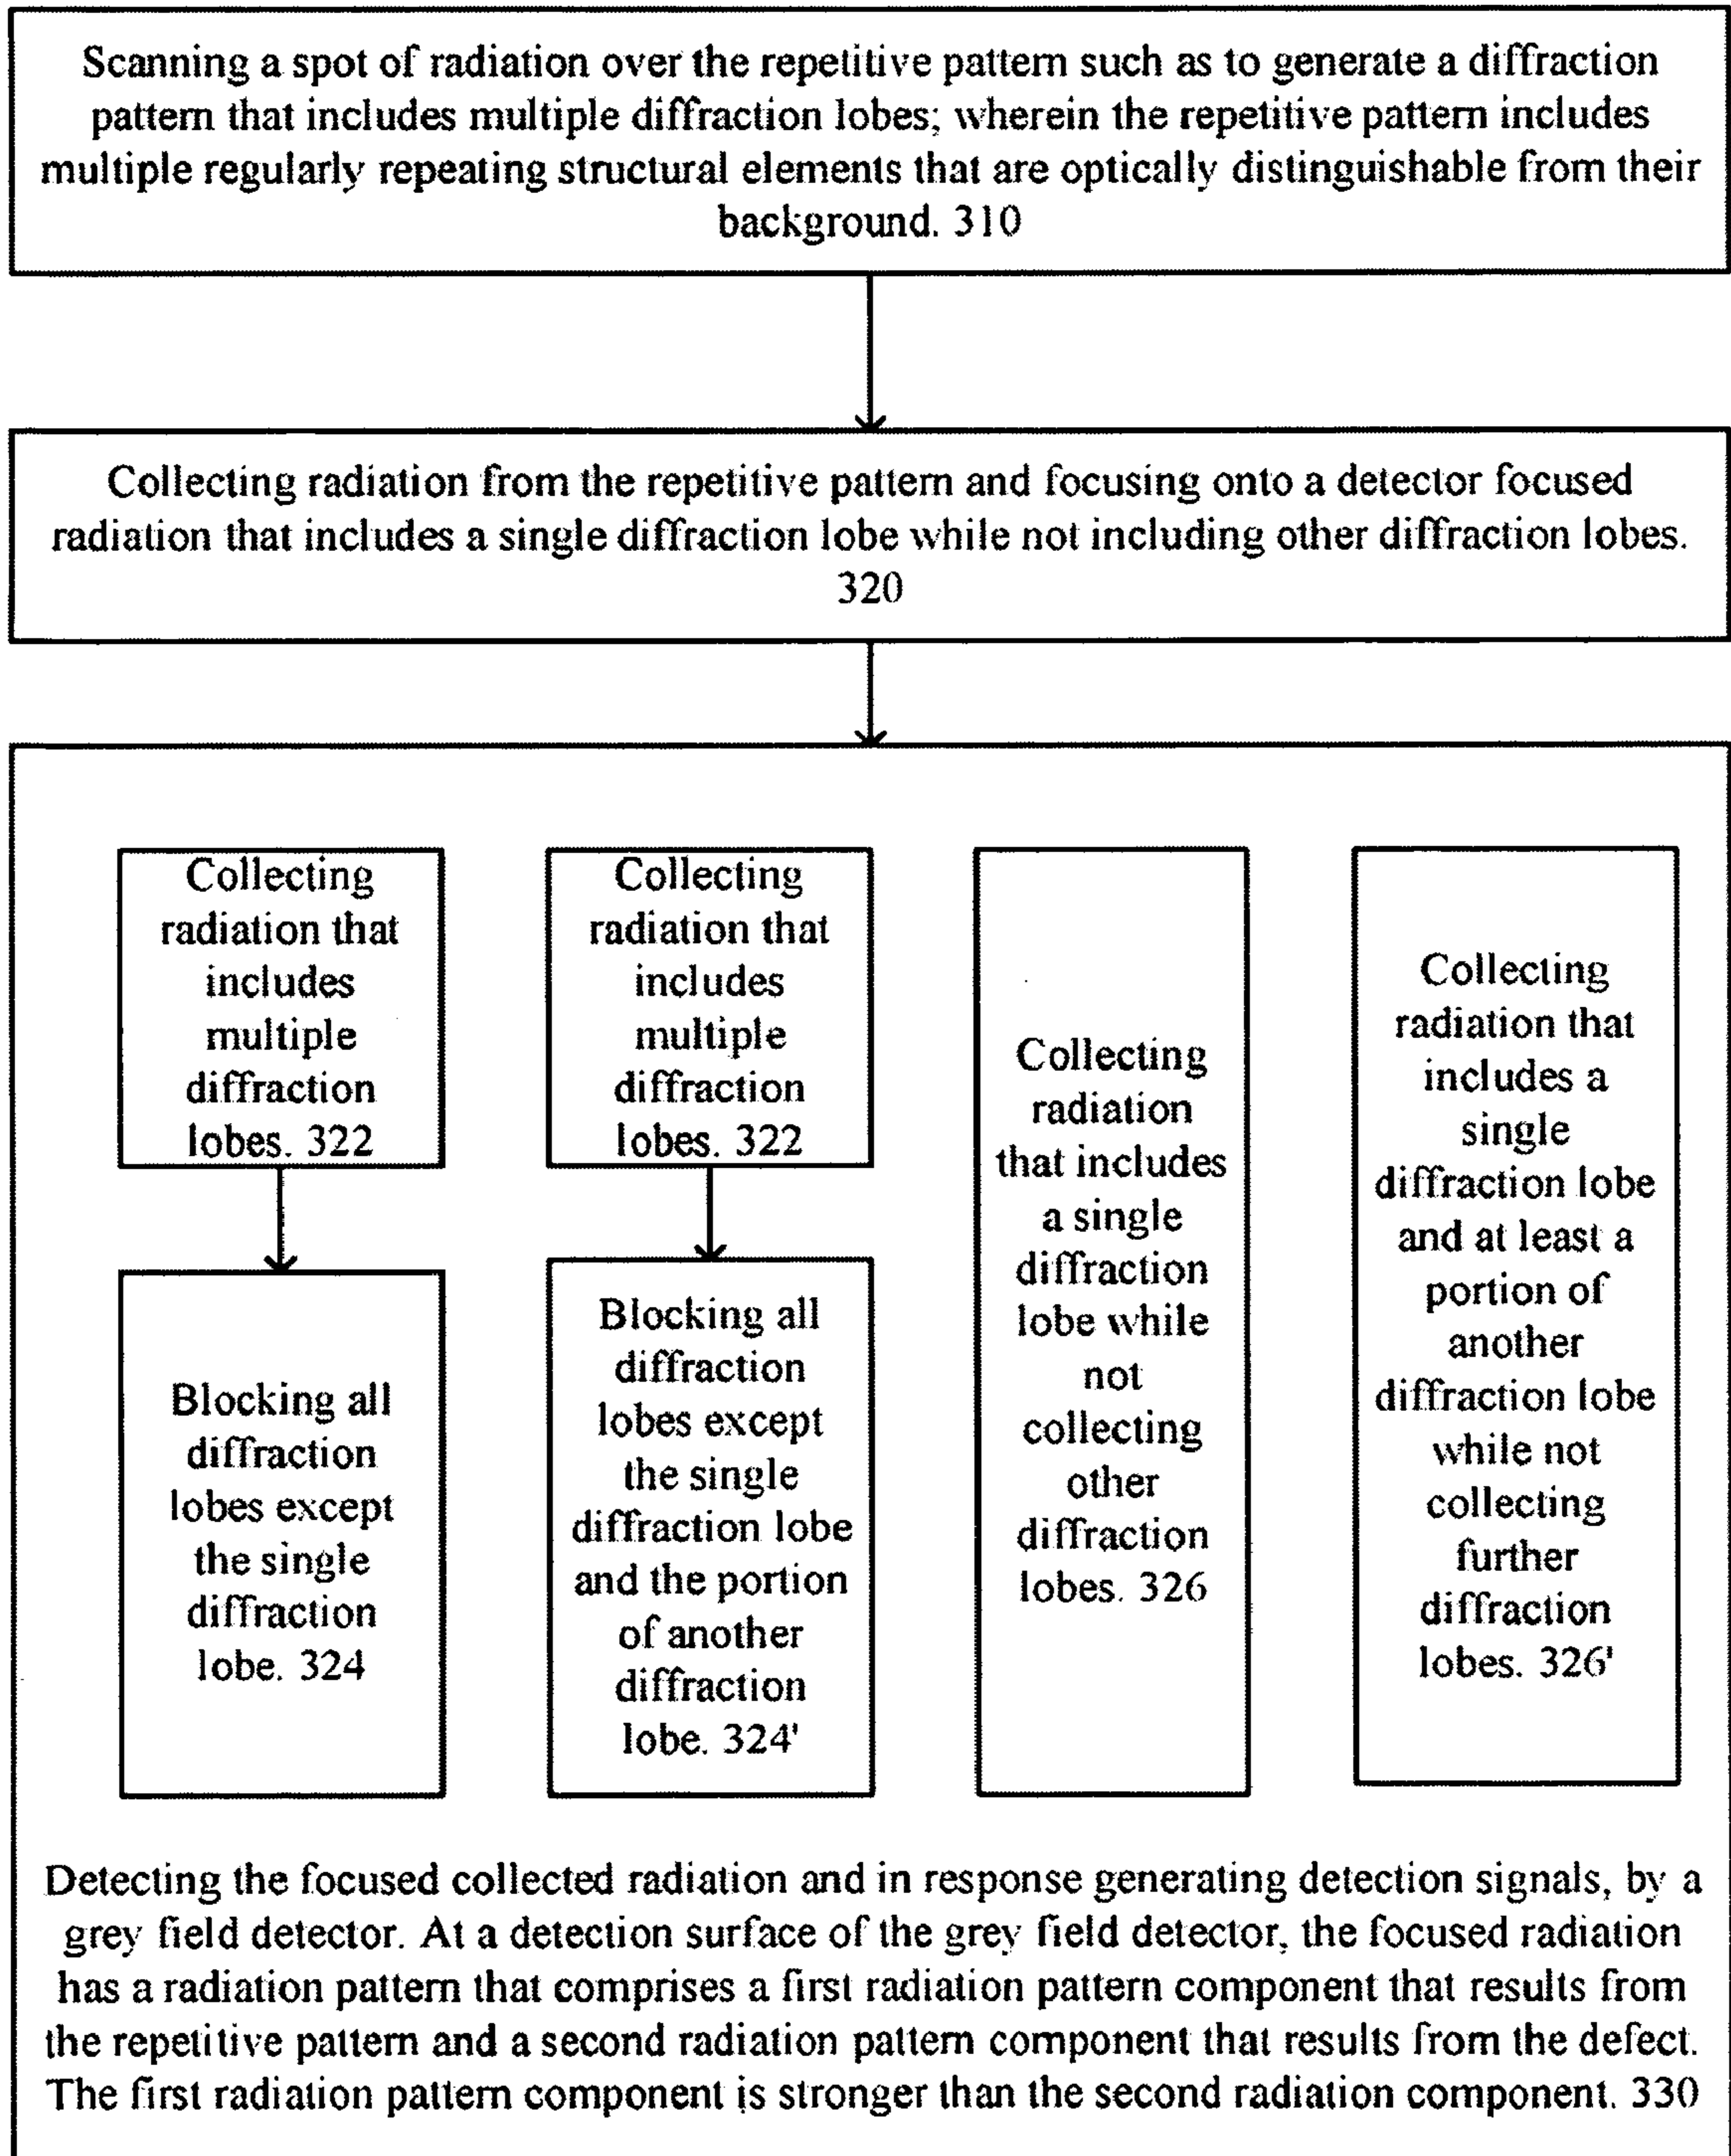 Scanning a spot of radiation over the repetitive pattern such as to generate a diffraction
pattern that includes multiple diffraction lobes; wherein the repetitive pattern includes
multiple regularly repeating structural elements that are optically distinguishable from their
background. 310
Collecting radiation from the repetitive pattern and focusing onto a detector focused
radiation that includes a single diffraction lobe while not including other diffraction lobes.
320
Collecting
radiation that
includes
multiple
diffraction
lobes. 322
Blocking all
diffraction
lobes except
the single
diffraction
lobe. 324
Collecting
radiation that
includes
multiple
diffraction
lobes. 322
Blocking all
diffraction
lobes except
the single
diffraction lobe
and the portion
of another
diffraction
lobe. 324'
Collecting
radiation
that includes
a single
diffraction
lobe while
not
collecting
other
diffraction
lobes. 326
Collecting
radiation that
includes a
single
diffraction lobe
and at least a
portion of
another
diffraction lobe
while not
collecting
further
diffraction
lobes. 326'
Detecting the focused collected radiation and in response generating detection signals, by a
grey field detector. At a detection surface of the grey field detector, the focused radiation
has a radiation pattern that comprises a first radiation pattern component that results from
the repetitive pattern and a second radiation pattern component that results from the defect.
The first radiation pattern component is stronger than the second radiation component. 330